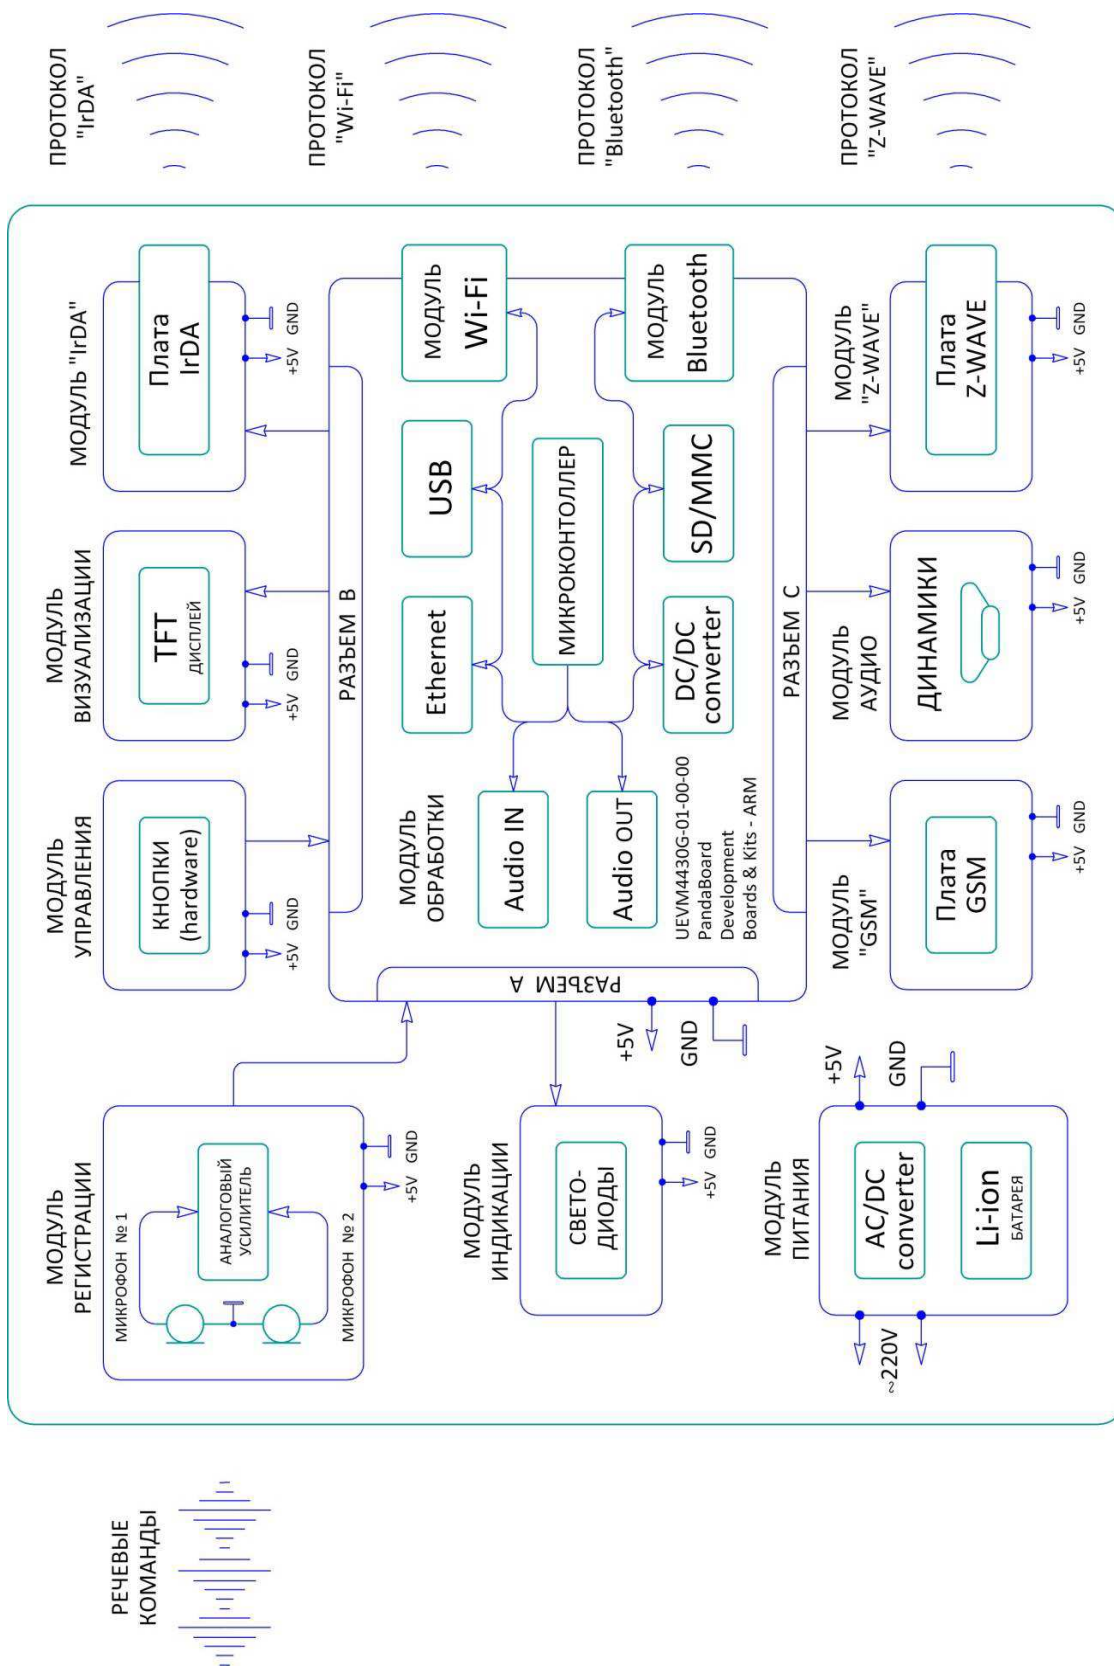 РЕЧЕВЫЕ
КОМАНДЫ
МОДУЛЬ
РЕГИСТРАЦИИ
МИКРОФОН № 1
АНАЛОГОВЫЙ
УСИЛИТЕЛЬ
МИКРОФОН № 2
+5V GND
МОДУЛЬ
ИНДИКАЦИИ
СВЕТО-
ДИОДЫ
+5V GND
МОДУЛЬ
ПИТАНИЯ
~220V
AC/DC
converter
Li-ion
БАТАРЕЯ
+5V
GND
МОДУЛЬ
УПРАВЛЕНИЯ
КНОПКИ
(hardware)
+5V GND
МОДУЛЬ
ВИЗУАЛИЗАЦИИ
TFT
ДИСПЛЕЙ
+5V GND
МОДУЛЬ "IrDA"
Плата
IrDA
+5V GND
РАЗЪЕМ B
РАЗЪЕМ A
+5V
GND
МОДУЛЬ
ОБРАБОТКИ
Audio IN
Audio OUT
UEVM4430G-01-00-00
PandaBoard
Development
Boards & Kits - ARM
Ethernet
USB
МОДУЛЬ
Wi-Fi
МИКРОКОНТОЛЛЕР
DC/DC
converter
SD/MMC
МОДУЛЬ
Bluetooth
РАЗЪЕМ C
МОДУЛЬ
"GSM"
Плата
GSM
+5V GND
МОДУЛЬ
АУДИО
ДИНАМИКИ
+5V GND
МОДУЛЬ
"Z-WAVE"
Плата
Z-WAVE
+5V GND
ПРОТОКОЛ
"IrDA"
ПРОТОКОЛ
"Wi-Fi"
ПРОТОКОЛ
"Bluetooth"
ПРОТОКОЛ
"Z-WAVE"